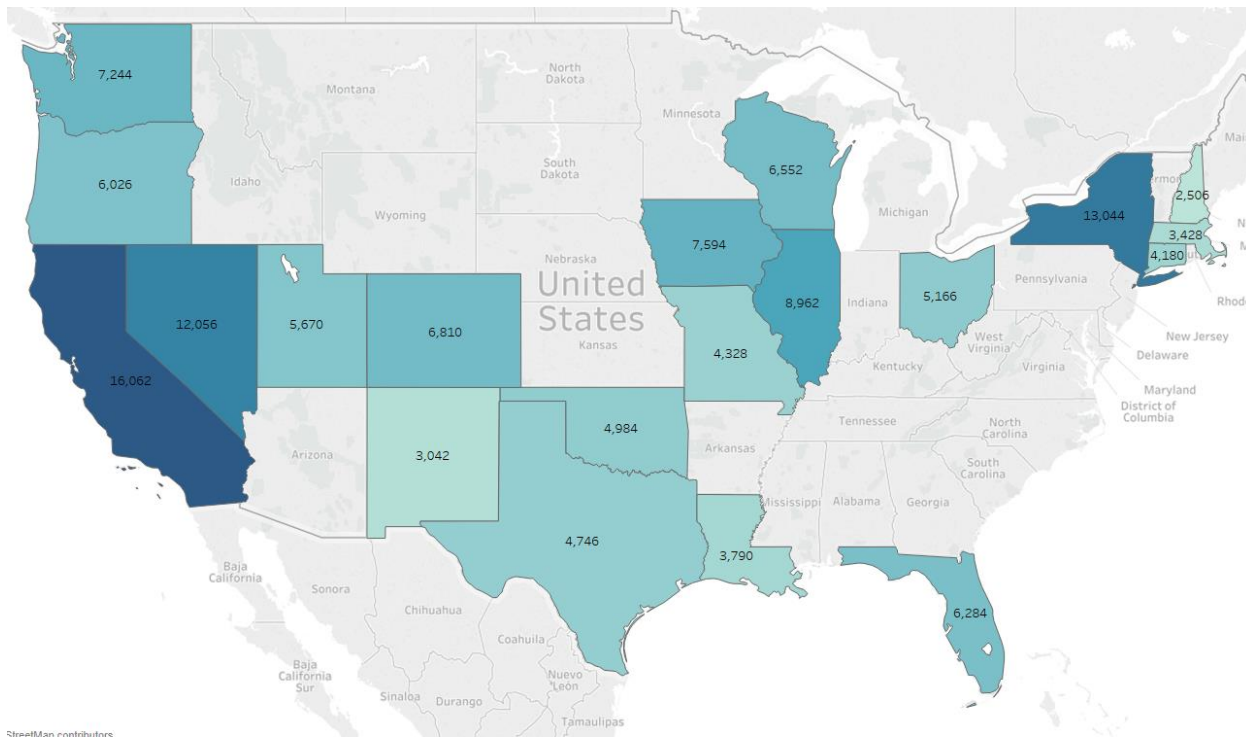 7,244
North
Dakota
Montana
Minnesota
6,026
Idaho
South
Dakota
6,552
Wyoming
Michigan
13,044
2,506
3,428
4,180
7,594
Nebraska
United
States
Kansas
12,056
5,670
6,810
8,962
Indiana
5,166
Pennsylvania
New Jersey
Delaware
Maryland
District of
Columbia
West
Virginia
Virginia
Kentucky
4,328
16,062
Arizona
3,042
4,984
Arkansas
Tennessee
North
Carolina
South
Carolina
Mississippi
Alabama
Georgia
4,746
3,790
6,284
Baja
California
Sonora
Chihuahua
Coahuila
Baja
California
Sur
Sinaloa
Durango
Nuevo
León
Tamaulipas
StreetMap contributors